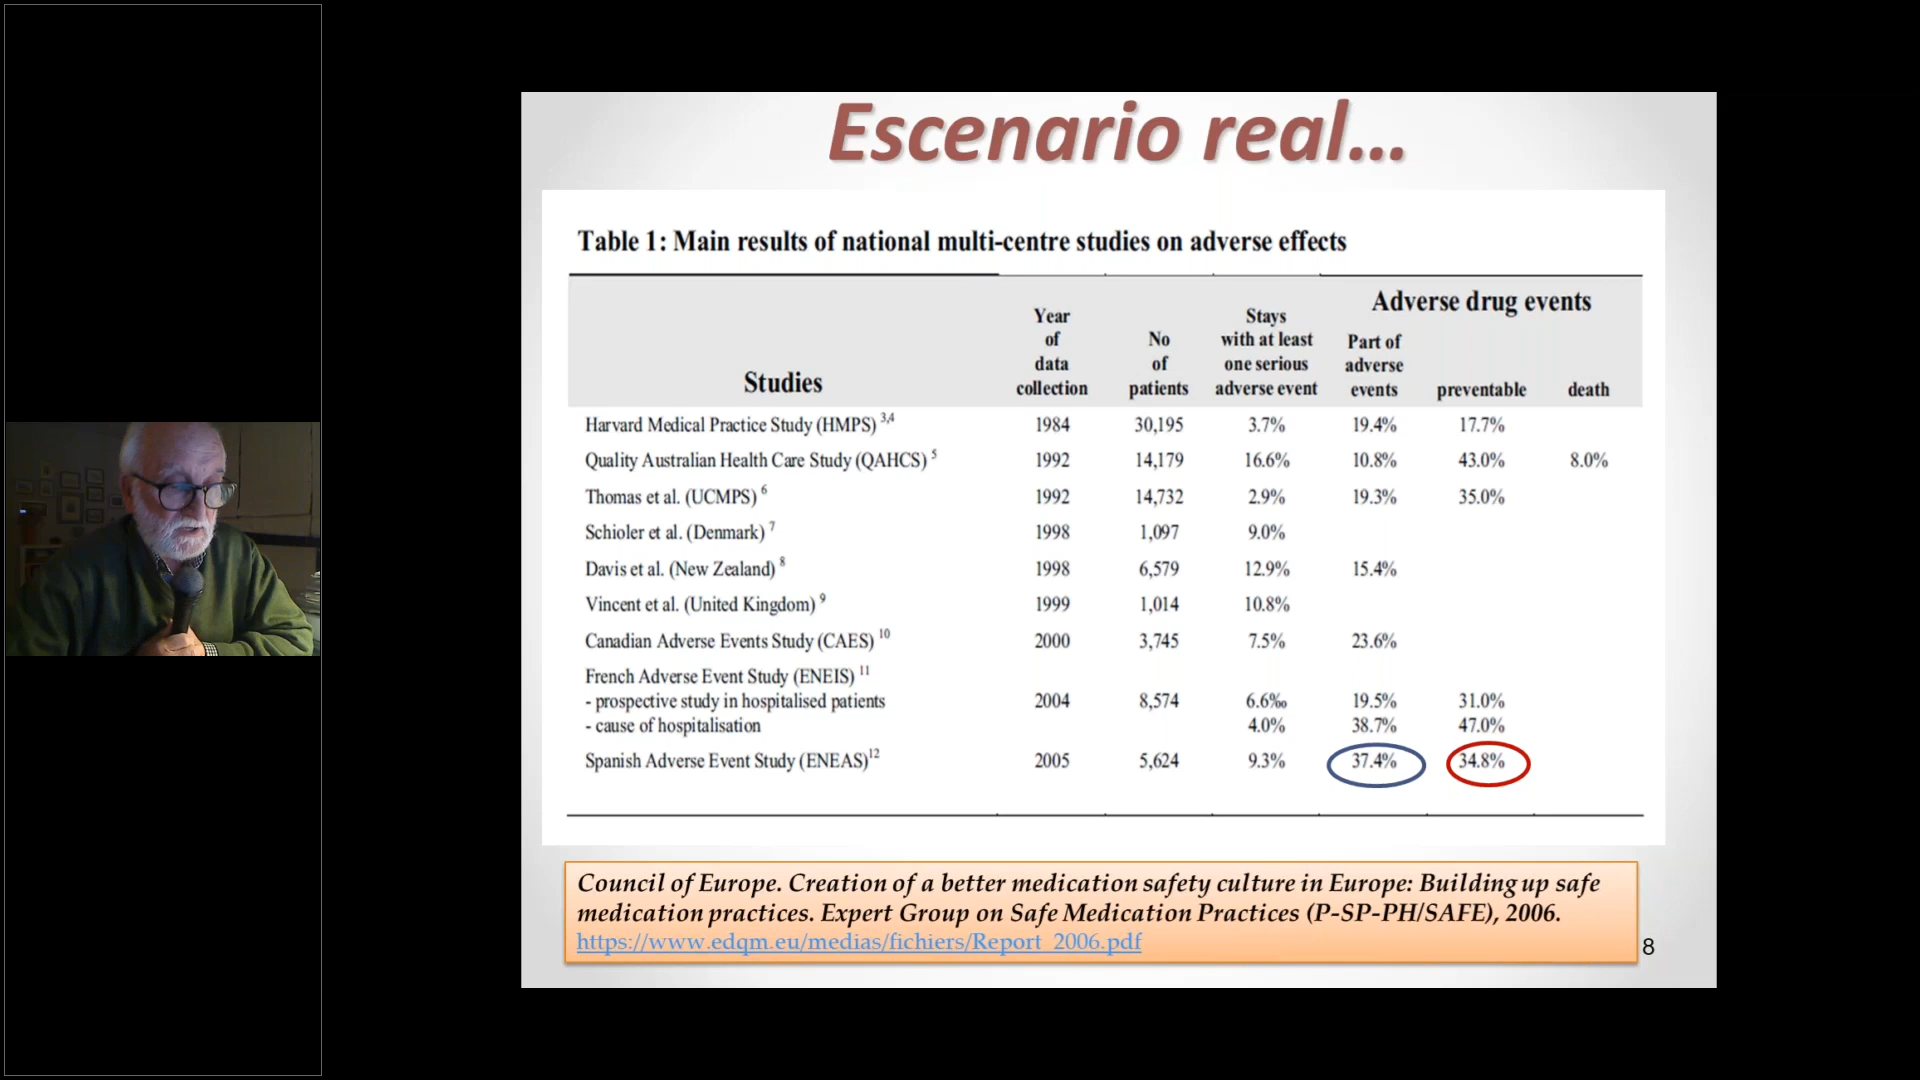 Escenario real...
Table 1: Main results of national multi-centre studies on adverse effects
Studies
Year of data collection
No of patients
Stays with at least one serious adverse event
Adverse drug events
Part of adverse events
preventable
death
Harvard Medical Practice Study (HMPS) 3,4 1984 30,195 3.7% 19.4% 17.7%
Quality Australian Health Care Study (QAHCS) 5 1992 14,179 16.6% 10.8% 43.0% 8.0%
Thomas et al. (UCMPS) 6 1992 14,732 2.9% 19.3% 35.0%
Schioler et al. (Denmark) 7 1998 1,097 9.0%
Davis et al. (New Zealand) 8 1998 6,579 12.9% 15.4%
Vincent et al. (United Kingdom) 9 1999 1,014 10.8%
Canadian Adverse Events Study (CAES) 10 2000 3,745 7.5% 23.6%
French Adverse Event Study (ENEIS) 11
- prospective study in hospitalised patients 2004 8,574 6.6‰ 19.5% 31.0%
- cause of hospitalisation 4.0% 38.7% 47.0%
Spanish Adverse Event Study (ENEAS)12 2005 5,624 9.3% 37.4% 34.8%
Council of Europe. Creation of a better medication safety culture in Europe: Building up safe
medication practices. Expert Group on Safe Medication Practices (P-SP-PH/SAFE), 2006.
https://www.edqm.eu/medias/fichiers/Report_2006.pdf
8